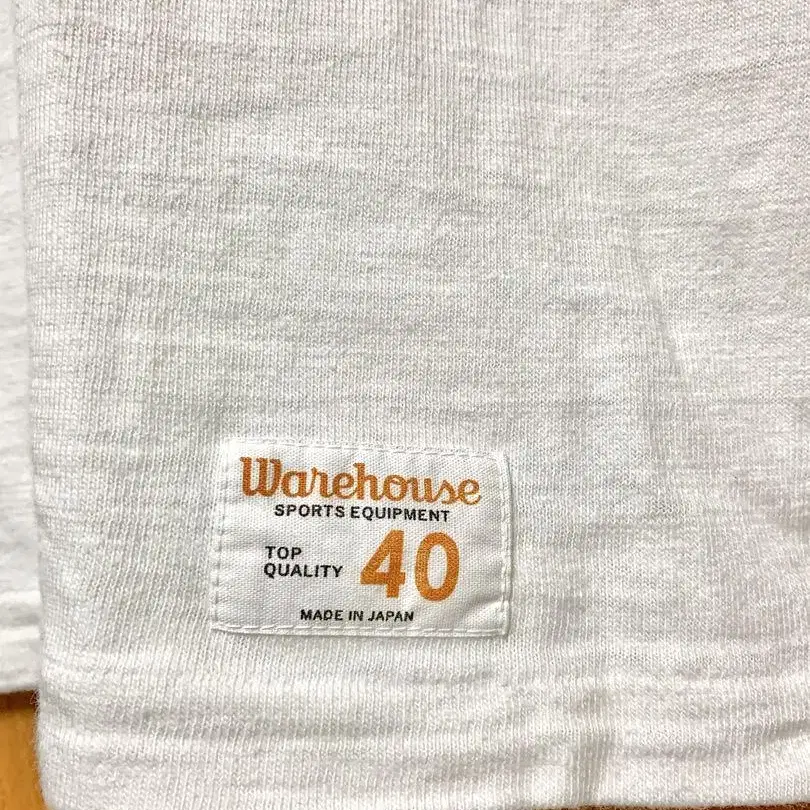 Warehouse
SPORTS EQUIPMENT
TOP
QUALITY
40
MADE IN JAPAN